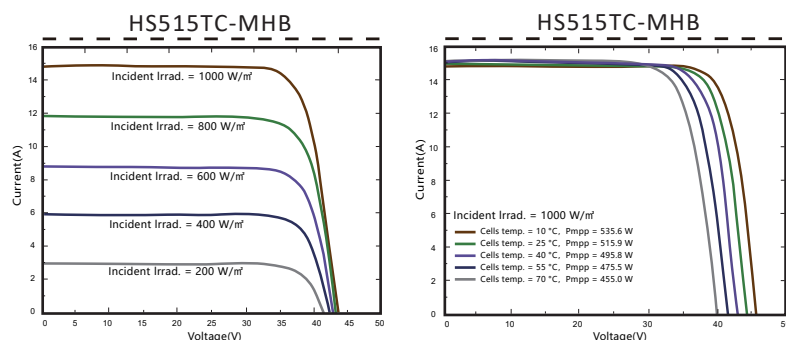 HS515TC-MHB
16
14
12
10
8
6
4
2
0
Current(A)
Incident Irrad. = 1000 W/㎡
Incident Irrad. = 800 W/㎡
Incident Irrad. = 600 W/㎡
Incident Irrad. = 400 W/㎡
Incident Irrad. = 200 W/㎡
0 5 10 15 20 25 30 35 40 45 50
Voltage(V)
HS515TC-MHB
16
14
12
10
8
6
4
2
0
Current(A)
Incident Irrad. = 1000 W/㎡
Cells temp. = 10 °C, Pmpp = 535.6 W
Cells temp. = 25 °C, Pmpp = 515.9 W
Cells temp. = 40 °C, Pmpp = 495.8 W
Cells temp. = 55 °C, Pmpp = 475.5 W
Cells temp. = 70 °C, Pmpp = 455.0 W
0 10 20 30 40 5
Voltage(V)